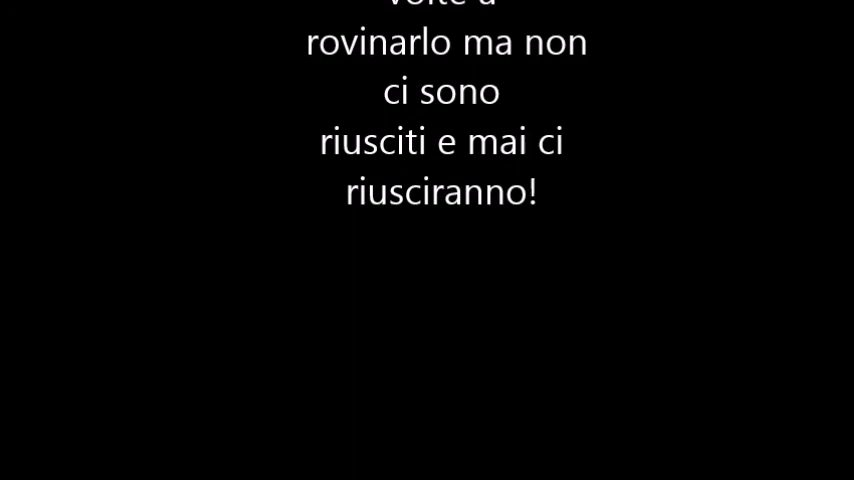 volte a
rovinarlo ma non
ci sono
riusciti e mai ci
riusciranno!